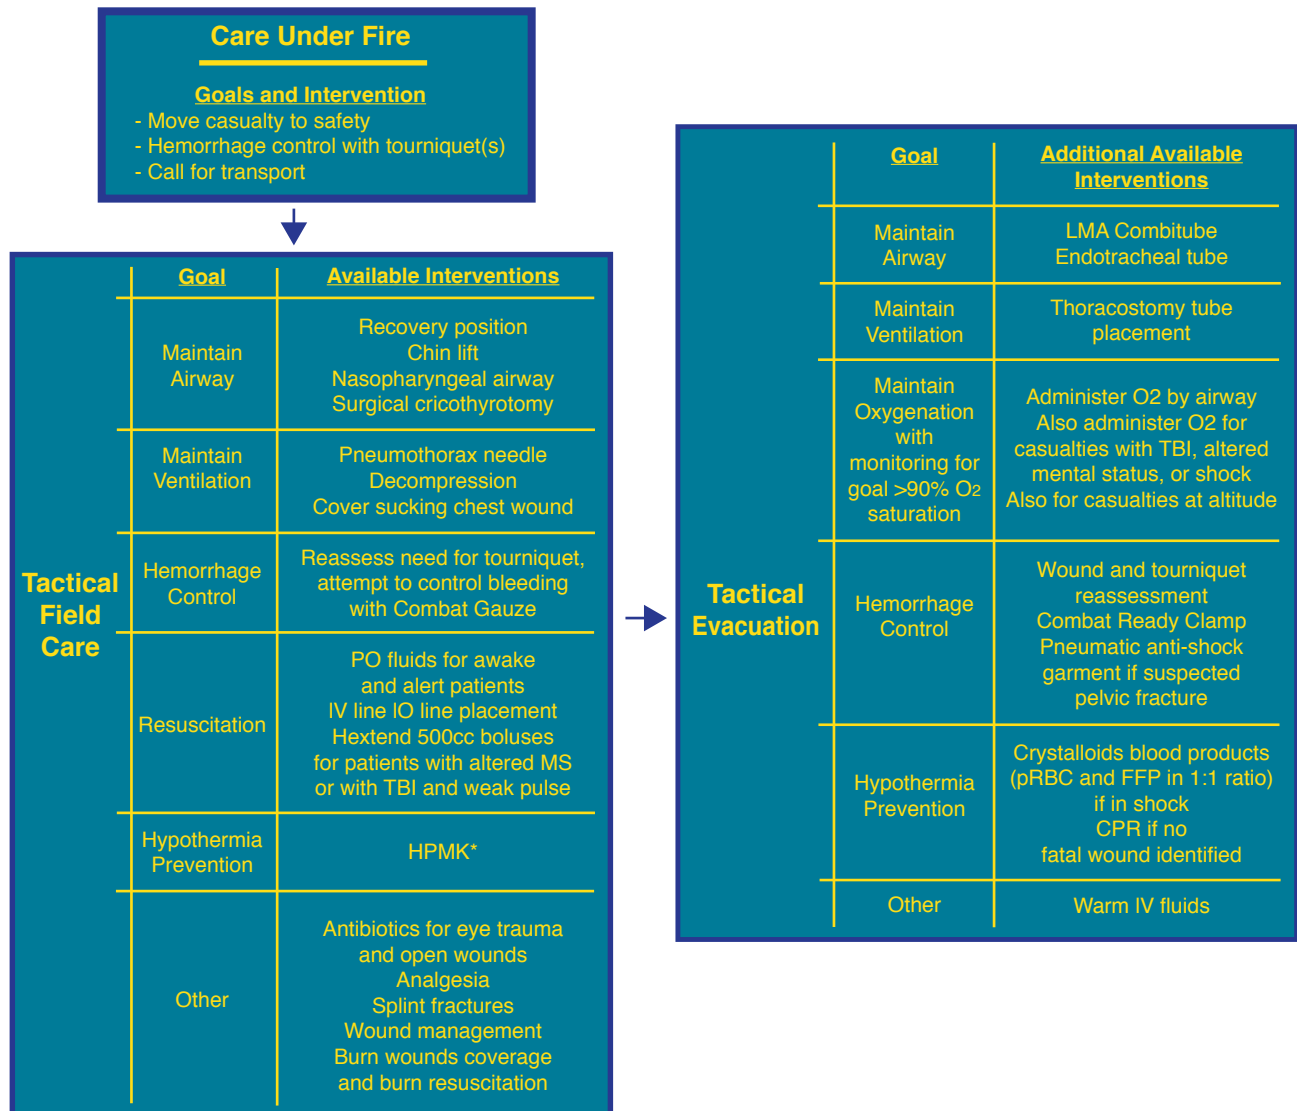 Care Under Fire
Goals and Intervention
- Move casualty to safety
- Hemorrhage control with tourniquet(s)
- Call for transport
Tactical
Field
Care
Goal
Available Interventions
Maintain
Airway
Recovery position
Chin lift
Nasopharyngeal airway
Surgical cricothyrotomy
Maintain
Ventilation
Pneumothorax needle
Decompression
Cover sucking chest wound
Hemorrhage
Control
Reassess need for tourniquet,
attempt to control bleeding
with Combat Gauze
Resuscitation
PO fluids for awake
and alert patients
IV line IO line placement
Hextend 500cc boluses
for patients with altered MS
or with TBI and weak pulse
Hypothermia
Prevention
HPMK*
Other
Antibiotics for eye trauma
and open wounds
Analgesia
Splint fractures
Wound management
Burn wounds coverage
and burn resuscitation
Tactical
Evacuation
Goal
Additional Available
Interventions
Maintain
Airway
LMA Combitube
Endotracheal tube
Maintain
Ventilation
Thoracostomy tube
placement
Maintain
Oxygenation
with
monitoring for
goal >90% O2
saturation
Administer O2 by airway
Also administer O2 for
casualties with TBI, altered
mental status, or shock
Also for casualties at altitude
Hemorrhage
Control
Wound and tourniquet
reassessment
Combat Ready Clamp
Pneumatic anti-shock
garment if suspected
pelvic fracture
Hypothermia
Prevention
Crystalloids blood products
(pRBC and FFP in 1:1 ratio)
if in shock
CPR if no
fatal wound identified
Other
Warm IV fluids